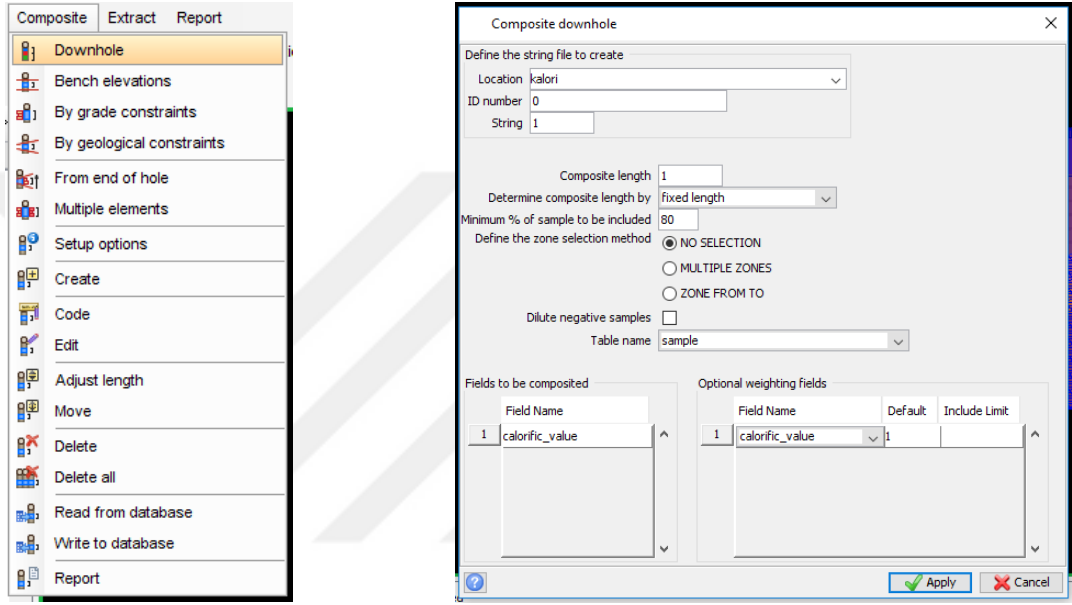 Composite Extract Report
Downhole
Bench elevations
By grade constraints
By geological constraints
From end of hole
Multiple elements
Setup options
Create
Code
Edit
Adjust length
Move
Delete
Delete all
Read from database
Write to database
Report
Composite downhole
Define the string file to create
Location kalori
ID number 0
String 1
Composite length 1
Determine composite length by fixed length
Minimum % of sample to be included 80
Define the zone selection method NO SELECTION
MULTIPLE ZONES
ZONE FROM TO
Dilute negative samples
Table name sample
Fields to be composited
Field Name
1 calorific_value
Optional weighting fields
Field Name Default Include Limit
1 calorific_value 1
Apply Cancel